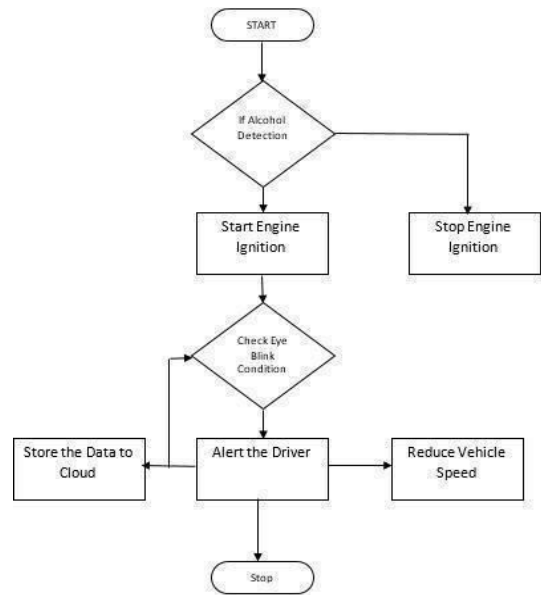 START
If Alcohol
Detection
Start Engine
Ignition
Stop Engine
Ignition
Check Eye
Blink
Condition
Store the Data to
Cloud
Alert the Driver
Reduce Vehicle
Speed
Stop